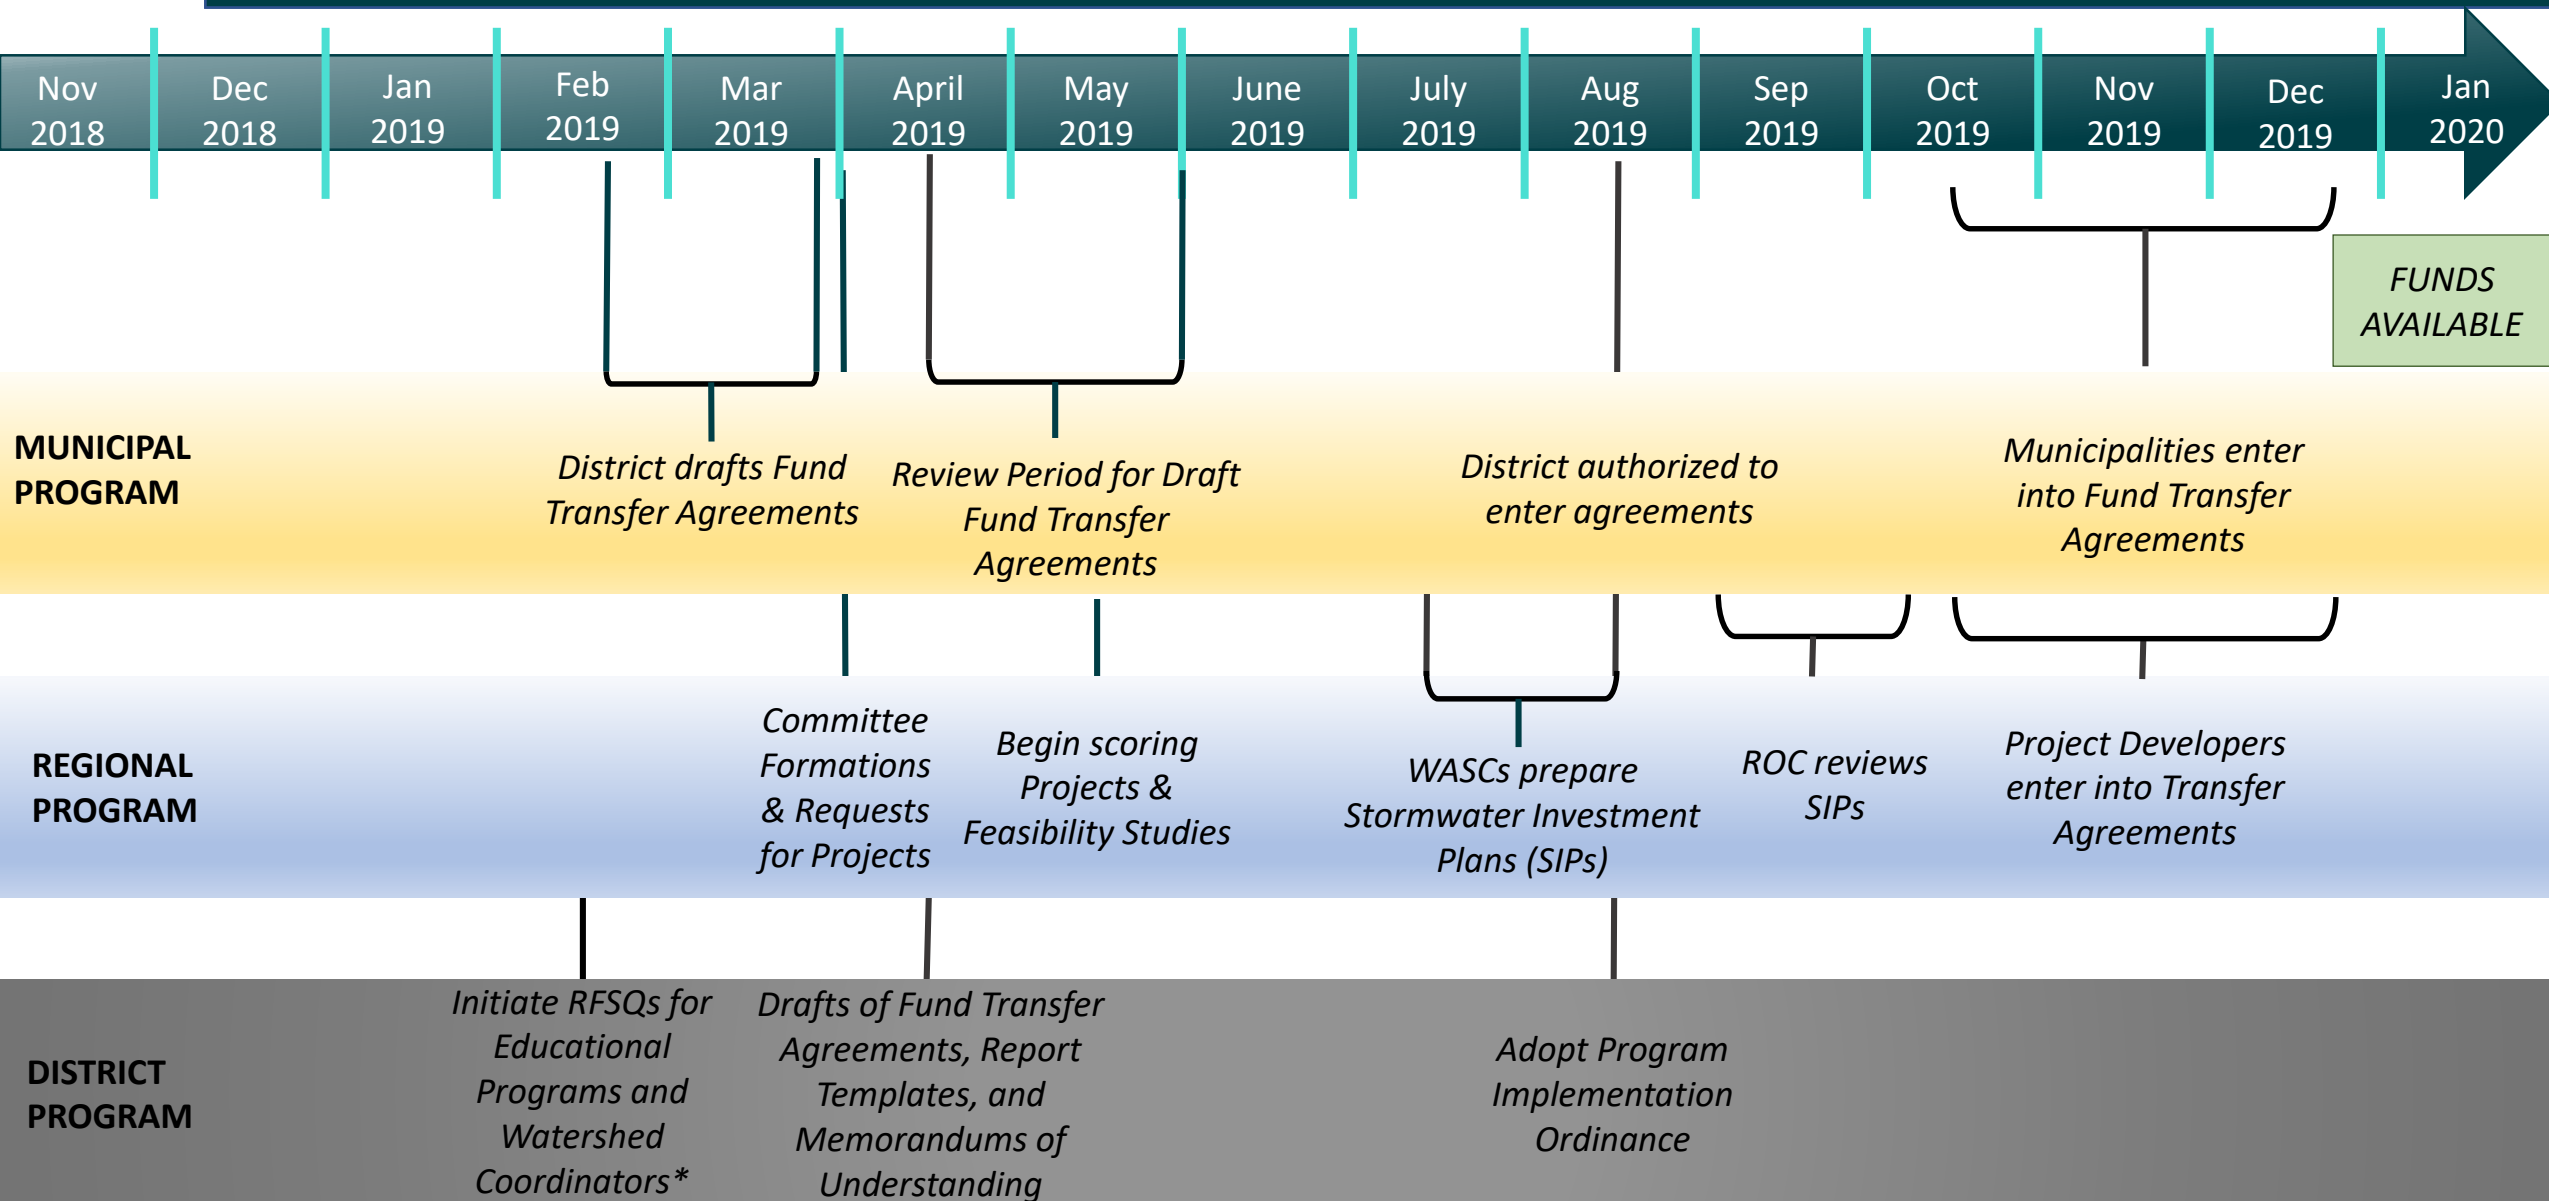 Nov
2018
Dec
2018
Jan
2019
Feb
2019
Mar
2019
April
2019
May
2019
June
2019
July
2019
Aug
2019
Sep
2019
Oct
2019
Nov
2019
Dec
2019
Jan
2020
FUNDS
AVAILABLE
MUNICIPAL
PROGRAM
District drafts Fund
Transfer Agreements
Review Period for Draft
Fund Transfer
Agreements
District authorized to
enter agreements
Municipalities enter
into Fund Transfer
Agreements
REGIONAL
PROGRAM
Committee
Formations
& Requests
for Projects
Begin scoring
Projects &
Feasibility Studies
WASCs prepare
Stormwater Investment
Plans (SIPs)
ROC reviews
SIPs
Project Developers
enter into Transfer
Agreements
DISTRICT
PROGRAM
Initiate RFSQs for
Educational
Programs and
Watershed
Coordinators*
Drafts of Fund Transfer
Agreements, Report
Templates, and
Memorandums of
Understanding
Adopt Program
Implementation
Ordinance